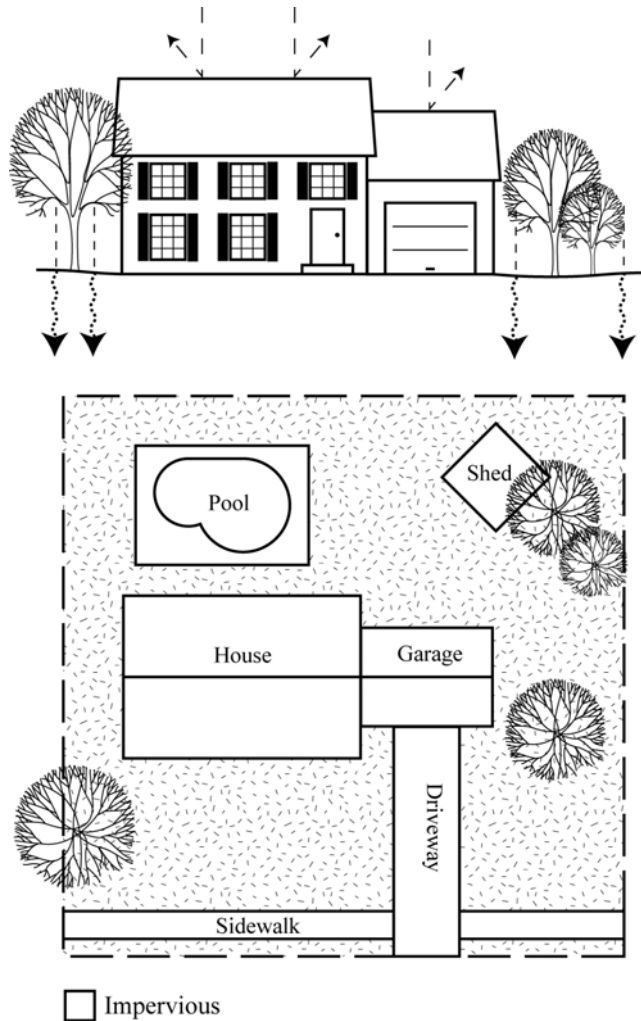 Pool
Shed
House
Garage
Driveway
Sidewalk
Impervious